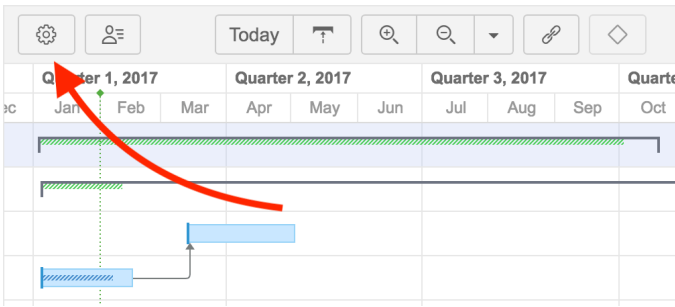 Today
Quarter 1, 2017 Quarter 2, 2017 Quarter 3, 2017 Quarte
ec Jan Feb Mar Apr May Jun Jul Aug Sep Oct